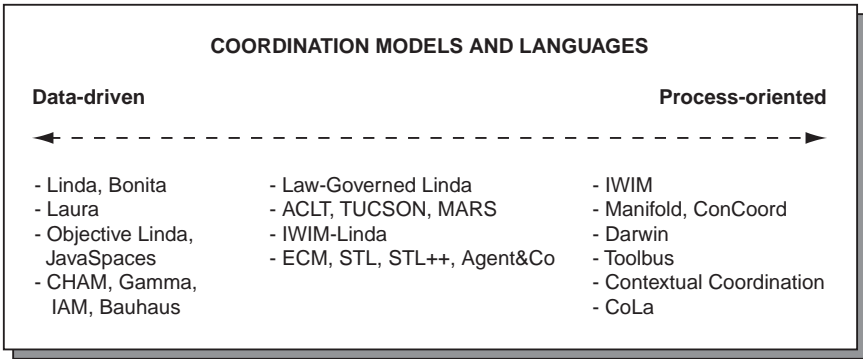 COORDINATION MODELS AND LANGUAGES
Data-driven
Process-oriented
- Linda, Bonita
- Laura
- Objective Linda,
JavaSpaces
- CHAM, Gamma,
IAM, Bauhaus
- Law-Governed Linda
- ACLT, TUCSON, MARS
- IWIM-Linda
- ECM, STL, STL++, Agent&Co
- IWIM
- Manifold, ConCoord
- Darwin
- Toolbus
- Contextual Coordination
- CoLa